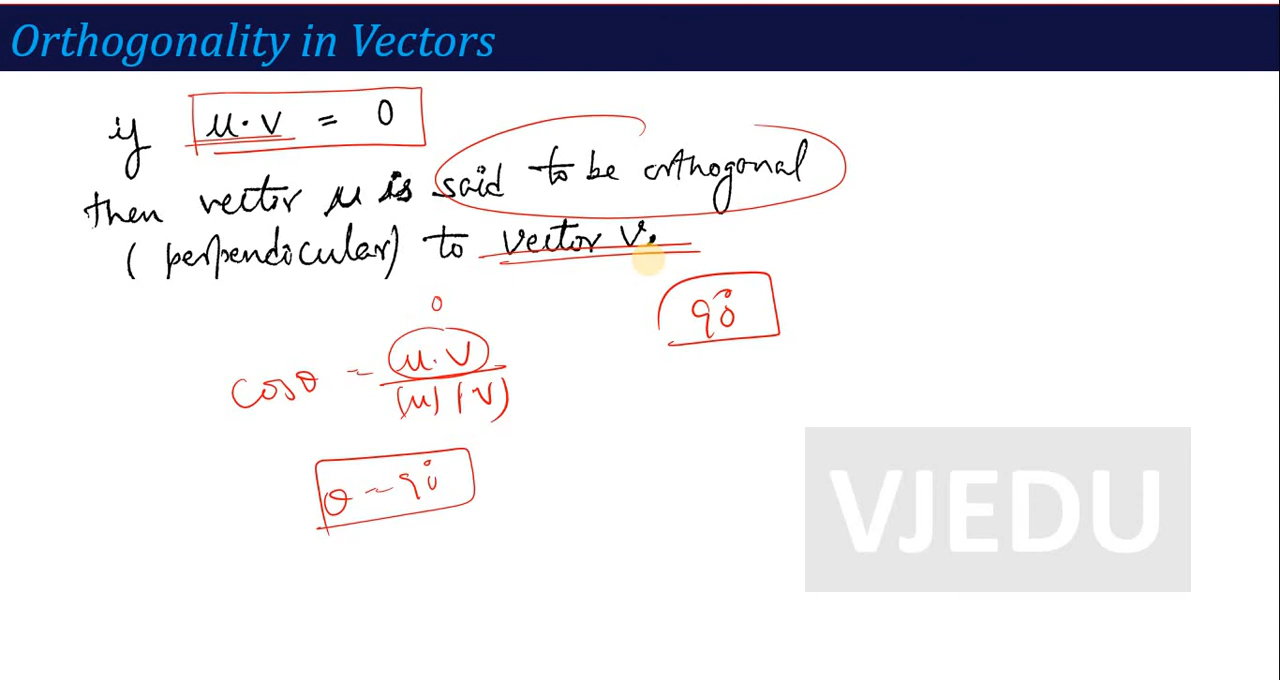 Orthogonality in Vectors
if u·v = 0
then vector u is said to be orthogonal
(perpendicular) to vector v.
90°
0
cosθ = u·v / |u| |v|
θ = 90°
VJEDU